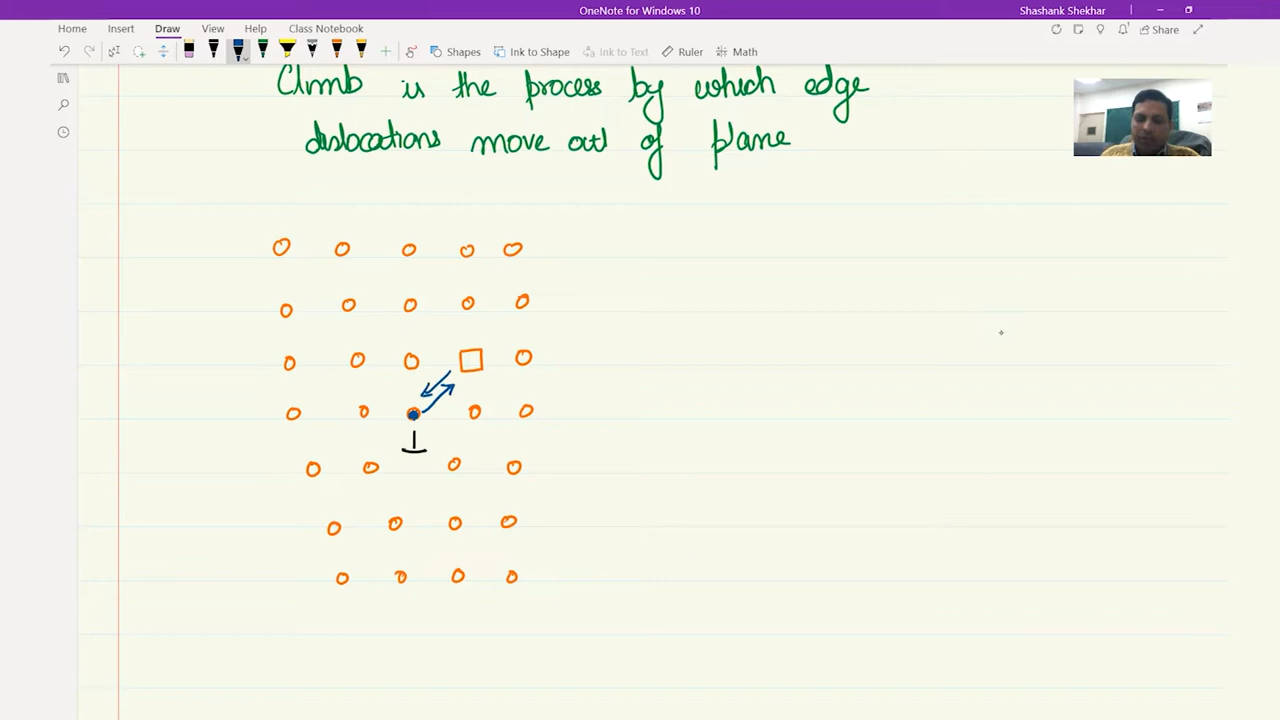 OneNote for Windows 10
Shashank Shekhar
Home Insert Draw View Help Class Notebook
Share
Shapes Ink to Shape Ink to Text Ruler Math
Climb is the process by which edge
dislocations move out of plane